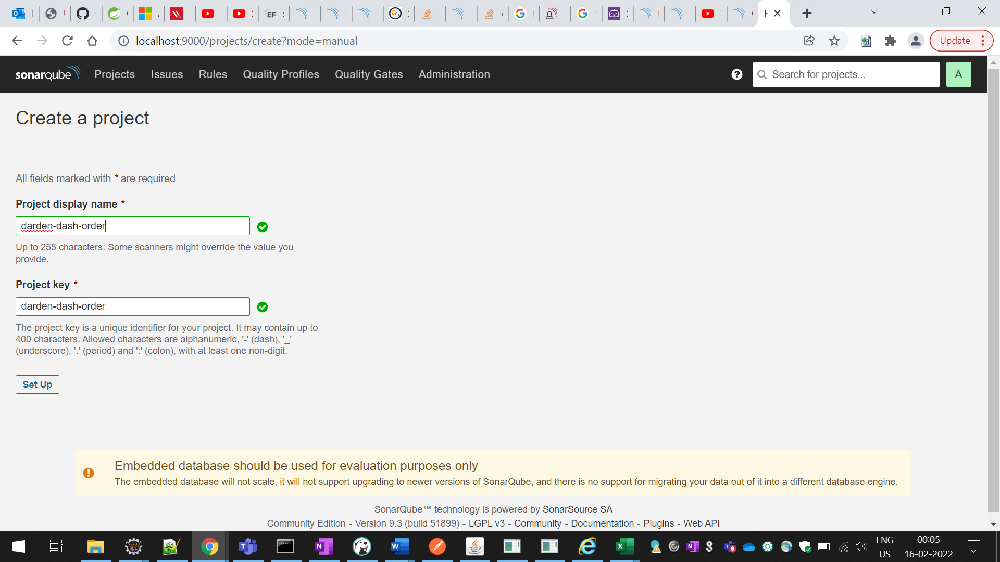 localhost:9000/projects/create?mode=manual
Update
sonarqube Projects Issues Rules Quality Profiles Quality Gates Administration
Search for projects...
A
Create a project
All fields marked with * are required
Project display name *
darden-dash-order
Up to 255 characters. Some scanners might override the value you
provide.
Project key *
darden-dash-order
The project key is a unique identifier for your project. It may contain up to
400 characters. Allowed characters are alphanumeric, '-' (dash), '_'
(underscore), '.' (period) and ':' (colon), with at least one non-digit.
Set Up
Embedded database should be used for evaluation purposes only
The embedded database will not scale, it will not support upgrading to newer versions of SonarQube, and there is no support for migrating your data out of it into a different database engine.
SonarQube™ technology is powered by SonarSource SA
Community Edition - Version 9.3 (build 51899) - LGPL v3 - Community - Documentation - Plugins - Web API
ENG
US
00:05
16-02-2022